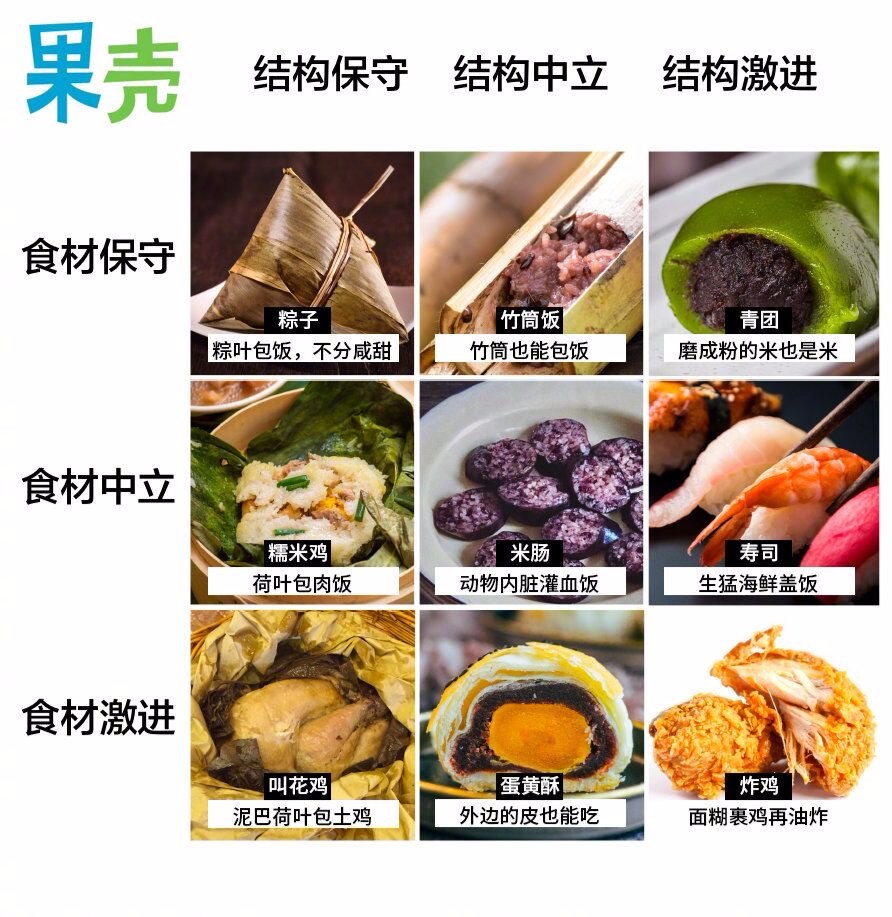 果壳
结构保守 结构中立 结构激进
食材保守
粽子
粽叶包饭，不分咸甜
竹筒饭
竹筒也能包饭
青团
磨成粉的米也是米
食材中立
糯米鸡
荷叶包肉饭
米肠
动物内脏灌血饭
寿司
生猛海鲜盖饭
食材激进
叫花鸡
泥巴荷叶包土鸡
蛋黄酥
外边的皮也能吃
炸鸡
面糊裹鸡再油炸